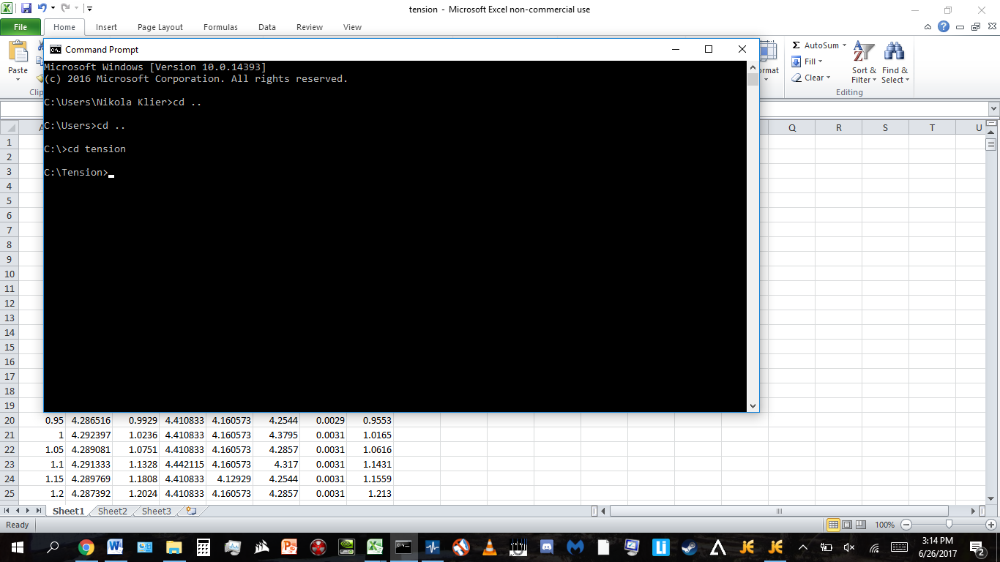 tension - Microsoft Excel non-commercial use
File Home Insert Page Layout Formulas Data Review View
Command Prompt
Paste
AutoSum
Fill
Clear
Sort & Filter
Find & Select
Editing
Microsoft Windows [Version 10.0.14393]
(c) 2016 Microsoft Corporation. All rights reserved.
C:\Users\Nikola Klier>cd ..
C:\Users>cd ..
C:\>cd tension
C:\Tension>
Q R S T U
1
2
3
4
5
6
7
8
9
10
11
12
13
14
15
16
17
18
19
20 0.95 4.286516 0.9929 4.410833 4.160573 4.2544 0.0029 0.9553
21 1 4.292397 1.0236 4.410833 4.160573 4.3795 0.0031 1.0165
22 1.05 4.289081 1.0751 4.410833 4.160573 4.2857 0.0031 1.0616
23 1.1 4.291333 1.1328 4.442115 4.160573 4.317 0.0031 1.1431
24 1.15 4.289769 1.1808 4.410833 4.12929 4.2544 0.0031 1.1559
25 1.2 4.287392 1.2024 4.410833 4.160573 4.2857 0.0031 1.213
Sheet1 Sheet2 Sheet3
Ready 100%
3:14 PM
6/26/2017
2